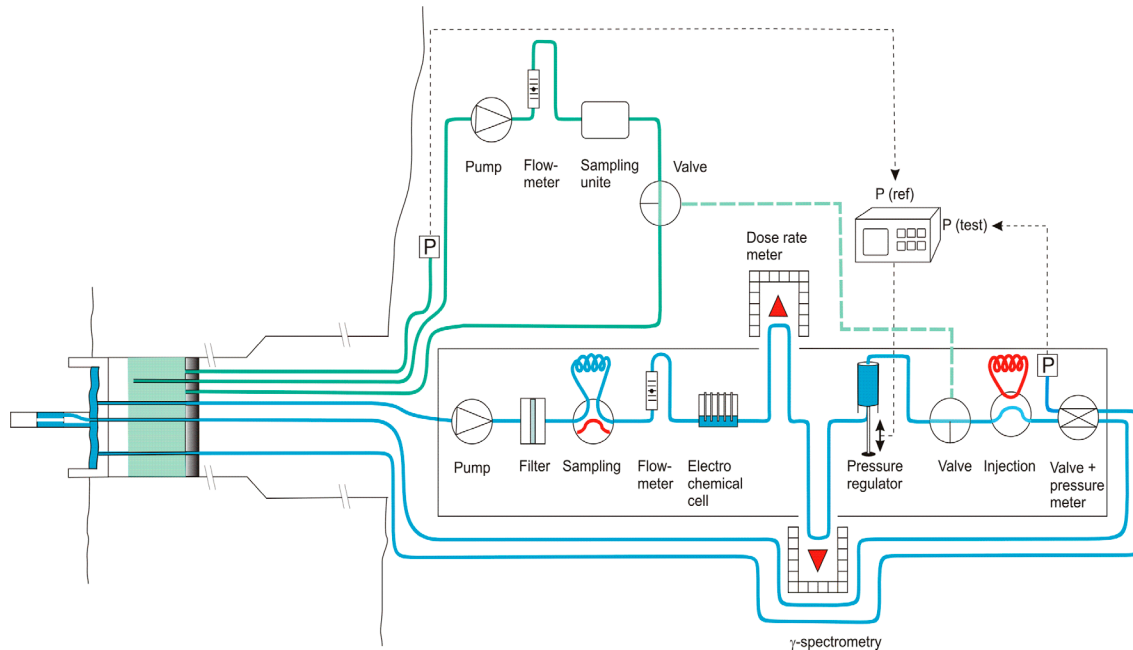 Pump
Flow-
meter
Sampling
unite
Valve
P
P (ref)
P (test)
Dose rate
meter
P
Pump
Filter
Sampling
Flow-
meter
Electro
chemical
cell
Pressure
regulator
Valve
Injection
Valve +
pressure
meter
γ-spectrometry